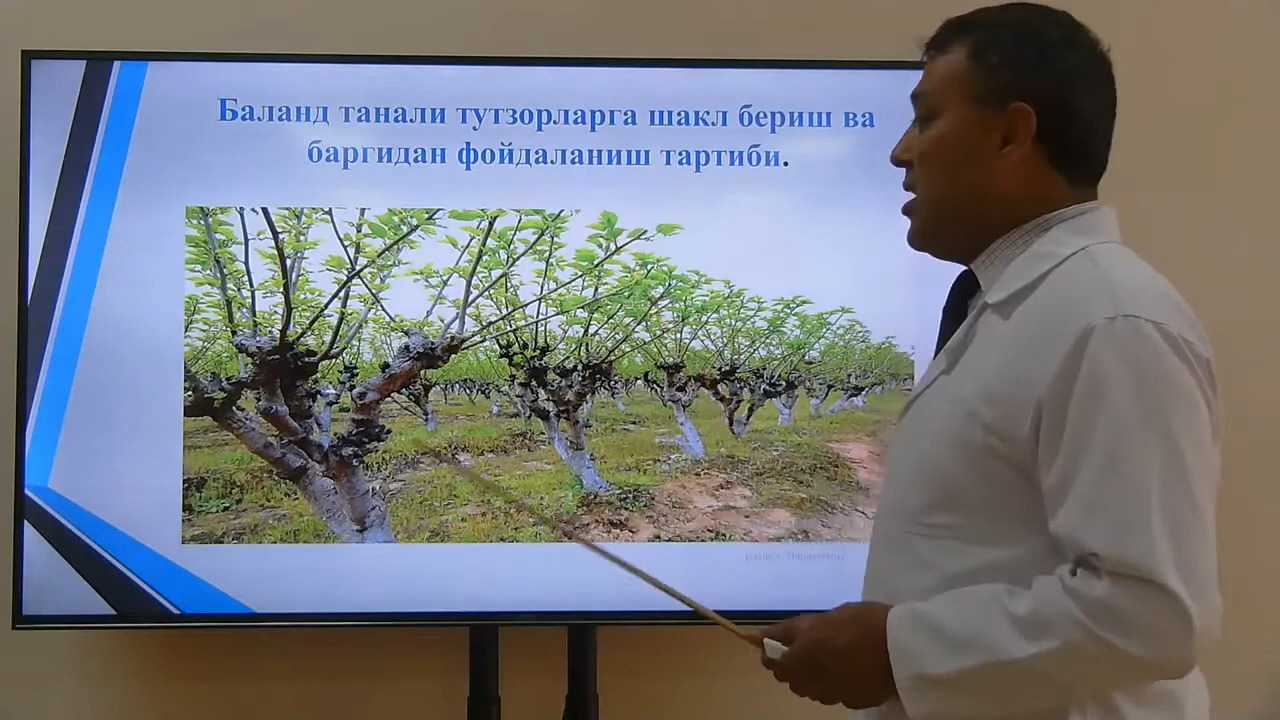 Баланд танали тутзорларга шакл бериш ва
баргидан фойдаланиш тартиби.